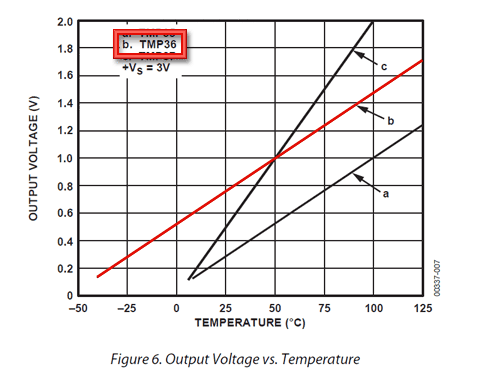 b. TMP36
+VS = 3V
2.0
1.8
1.6
1.4
1.2
1.0
0.8
0.6
0.4
0.2
0
OUTPUT VOLTAGE (V)
c
b
a
–50 –25 0 25 50 75 100 125
TEMPERATURE (°C)
00337-007
Figure 6. Output Voltage vs. Temperature